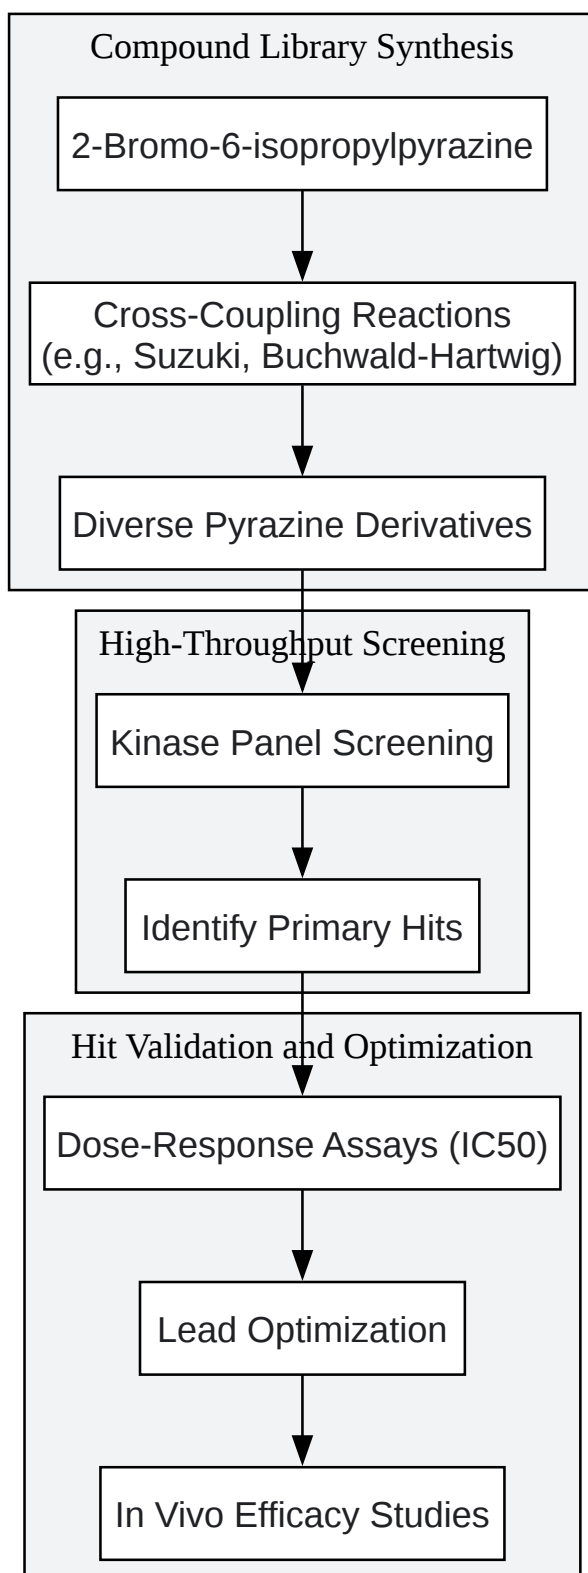 Compound Library Synthesis
2-Bromo-6-isopropylpyrazine
Cross-Coupling Reactions
(e.g., Suzuki, Buchwald-Hartwig)
Diverse Pyrazine Derivatives
High-Throughput Screening
Kinase Panel Screening
Identify Primary Hits
Hit Validation and Optimization
Dose-Response Assays (IC50)
Lead Optimization
In Vivo Efficacy Studies